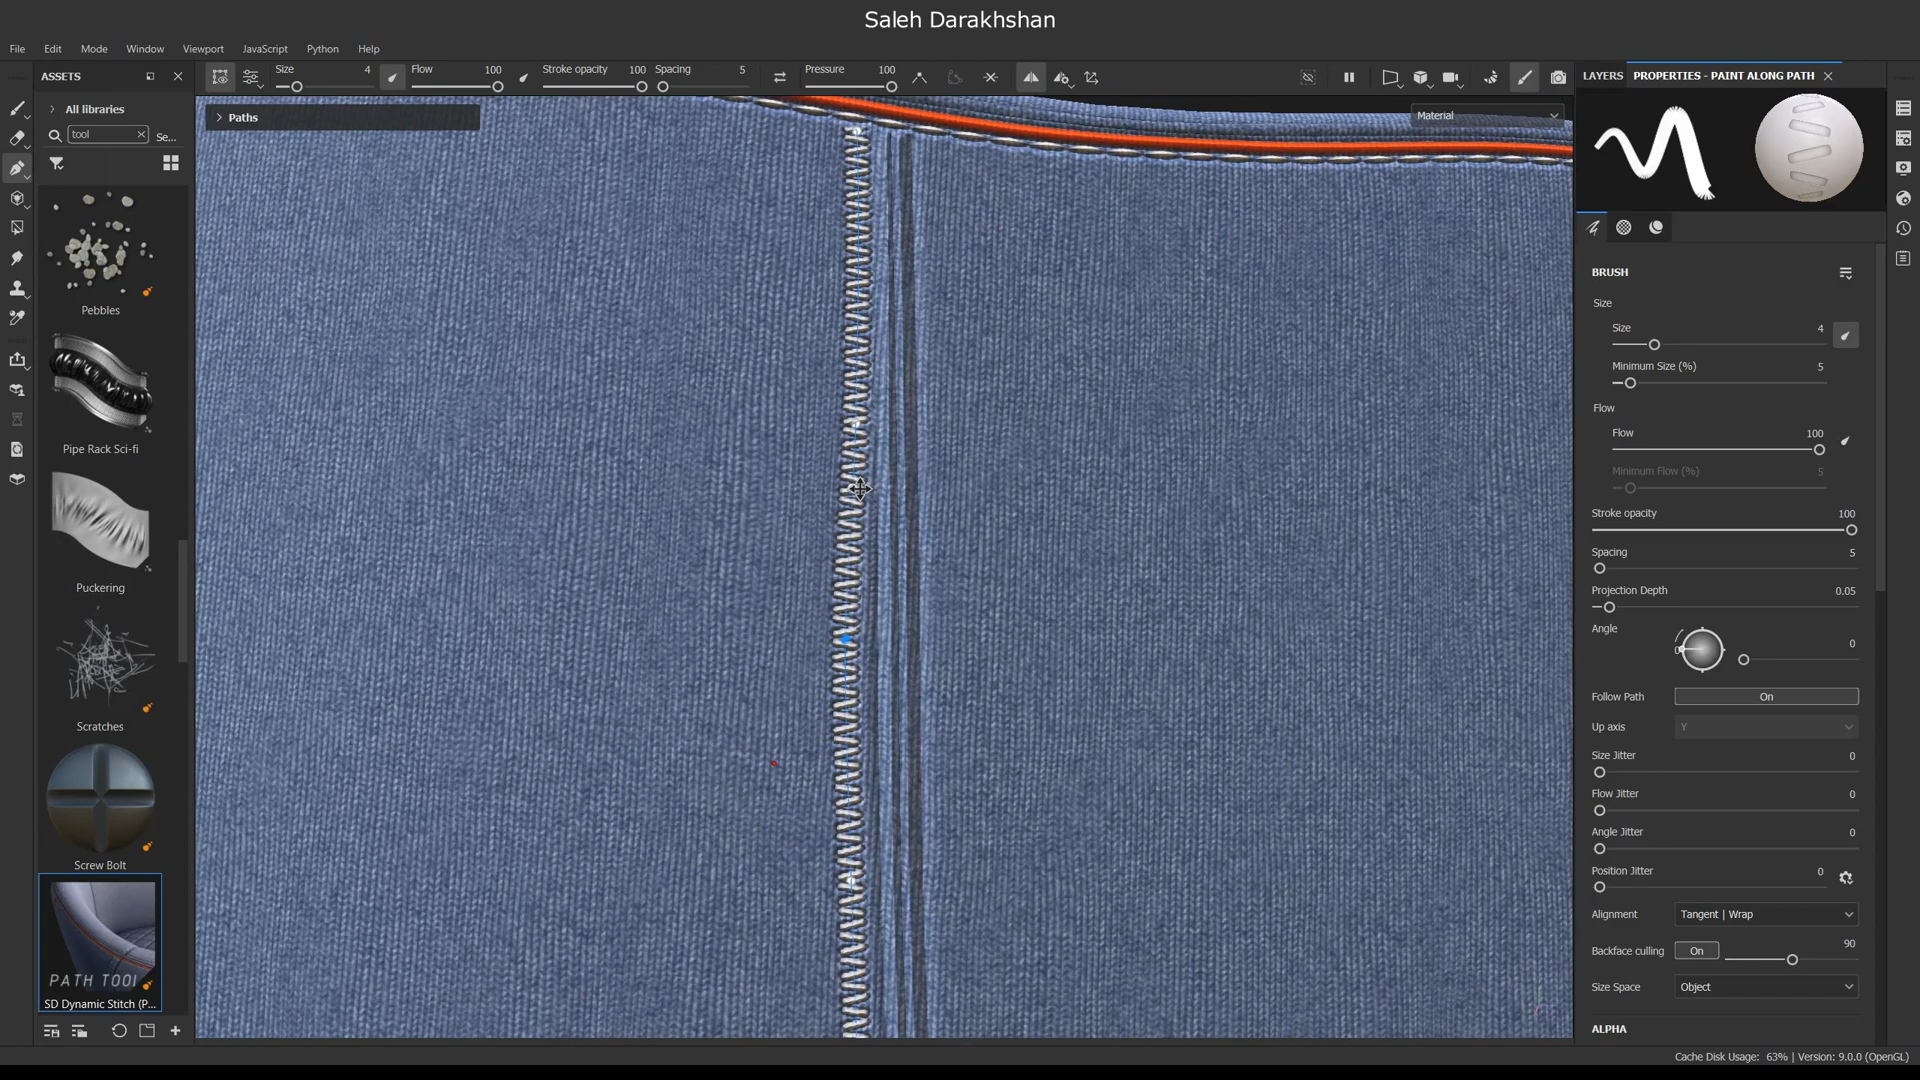 Saleh Darakhshan
File Edit Mode Window Viewport JavaScript Python Help
ASSETS
Size 4 Flow 100 Stroke opacity 100 Spacing 5 Pressure 100
LAYERS PROPERTIES - PAINT ALONG PATH
All libraries
tool
Se...
Paths
Material
Pebbles
Pipe Rack Sci-fi
Puckering
Scratches
Screw Bolt
PATH TOOL
SD Dynamic Stitch (P...
BRUSH
Size
Size 4
Minimum Size (%) 5
Flow
Flow 100
Minimum Flow (%) 5
Stroke opacity 100
Spacing 5
Projection Depth 0.05
Angle 0
0
Follow Path On
Up axis Y
Size Jitter 0
Flow Jitter 0
Angle Jitter 0
Position Jitter 0
Alignment Tangent | Wrap
Backface culling On 90
Size Space Object
ALPHA
Cache Disk Usage: 63% | Version: 9.0.0 (OpenGL)